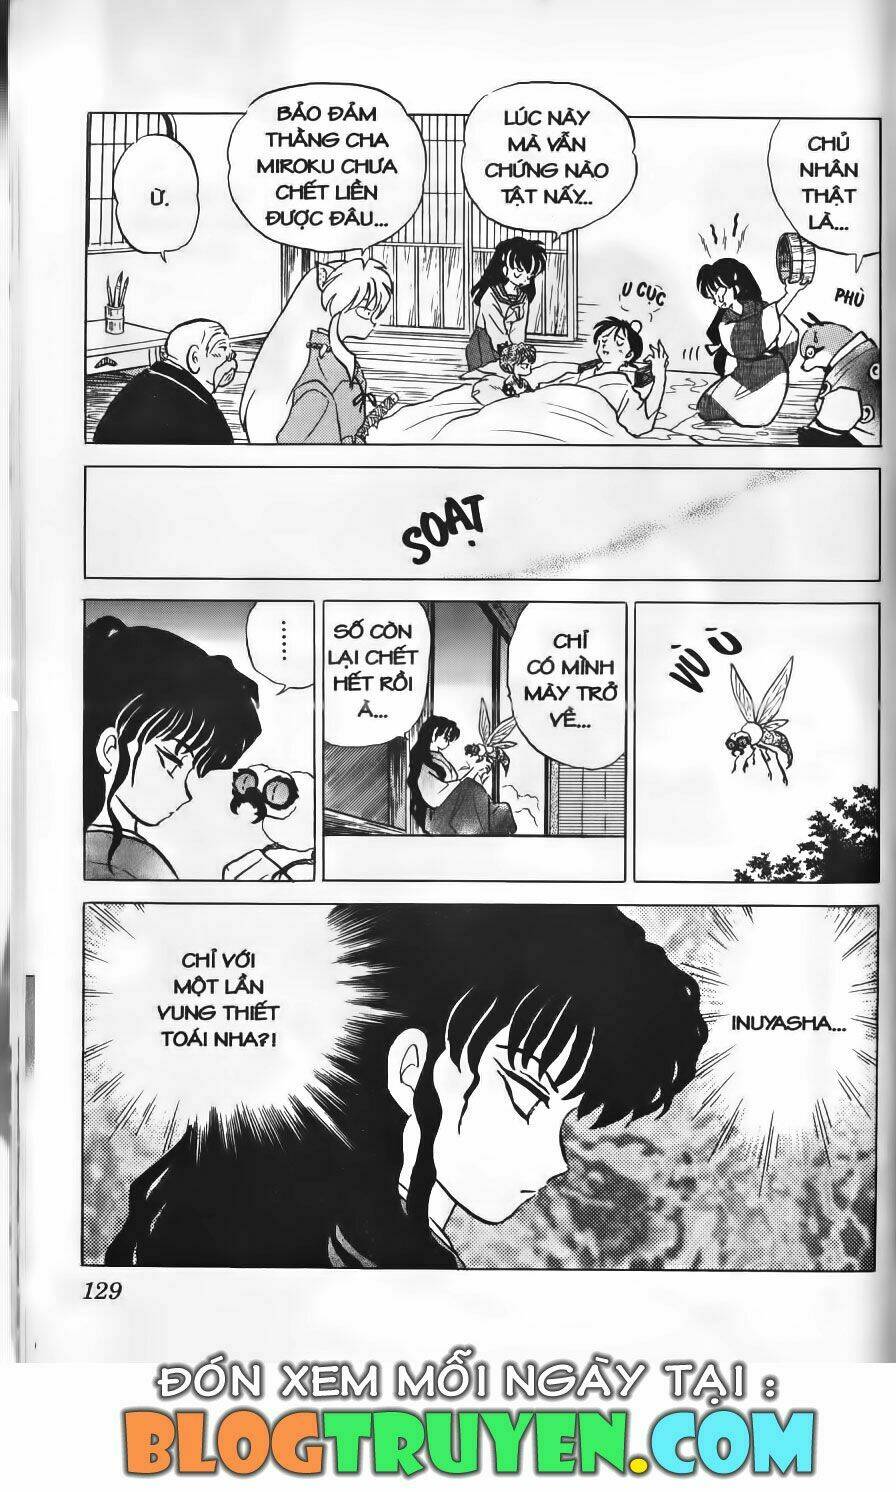 CHỦ
NHÂN
THẬT
LÀ...
PHÙ
LÚC NÀY
MÀ VẪN
CHỨNG NÀO
TẬT NẤY...
U CỤC
BẢO ĐẢM
THẰNG CHA
MIROKU CHƯA
CHẾT LIỀN
ĐƯỢC ĐÂU...
Ừ.
SOẠT
VÙ Ù
CHỈ
CÓ MÌNH
MÀY TRỞ
VỀ...
SỐ CÒN
LẠI CHẾT
HẾT RỒI
À...
......
INUYASHA...
CHỈ VỚI
MỘT LẦN
VUNG THIẾT
TOÁI NHA?!
129
ĐÓN XEM MỖI NGÀY TẠI :
BLOGTRUYEN.COM